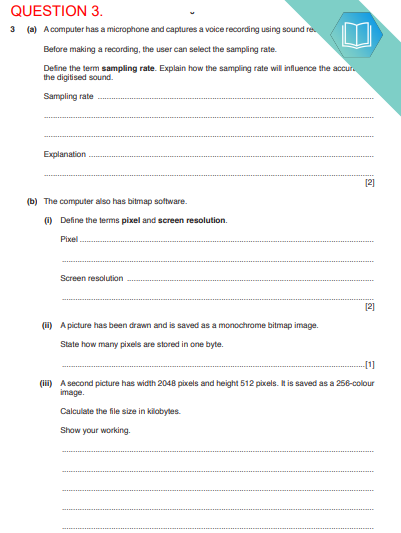 QUESTION 3.
3 (a) A computer has a microphone and captures a voice recording using sound
Before making a recording, the user can select the sampling rate.
Define the term sampling rate. Explain how the sampling rate will influence the
the digitised sound.
Sampling rate
Explanation
[2]
(b) The computer also has bitmap software.
(i) Define the terms pixel and screen resolution.
Pixel
Screen resolution
[2]
(ii) A picture has been drawn and is saved as a monochrome bitmap image.
State how many pixels are stored in one byte.
[1]
(iii) A second picture has width 2048 pixels and height 512 pixels. It is saved as a 256-colour
image.
Calculate the file size in kilobytes.
Show your working.